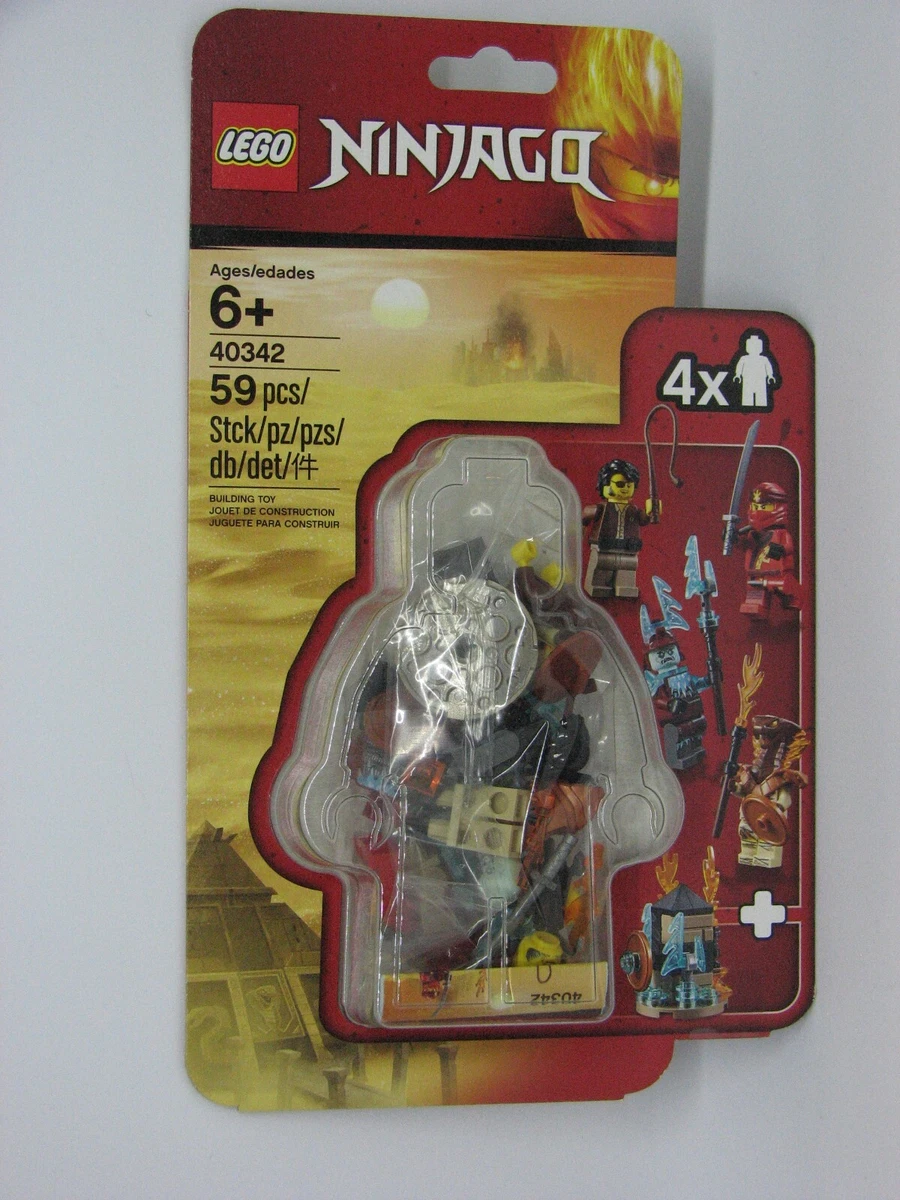 LEGO
NINJAGO
Ages/edades
6+
40342
59 pcs/
Stck/pz/pzs/
db/det/件
BUILDING TOY
JOUET DE CONSTRUCTION
JUGUETE PARA CONSTRUIR
4x
+
40342